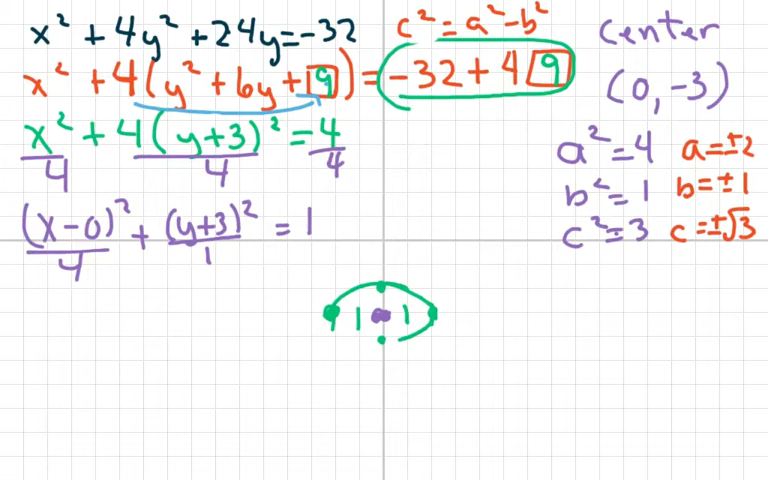 x² + 4y² + 24y = -32
x² + 4(y² + 6y + 9) = -32 + 4 9
x² + 4(y+3)² = 4
4 4 4
(x-0)² + (y+3)² = 1
4 1
c² = a² - b²
center
(0, -3)
a² = 4 a = ±2
b² = 1 b = ±1
c² = 3 c = ±√3
1 1